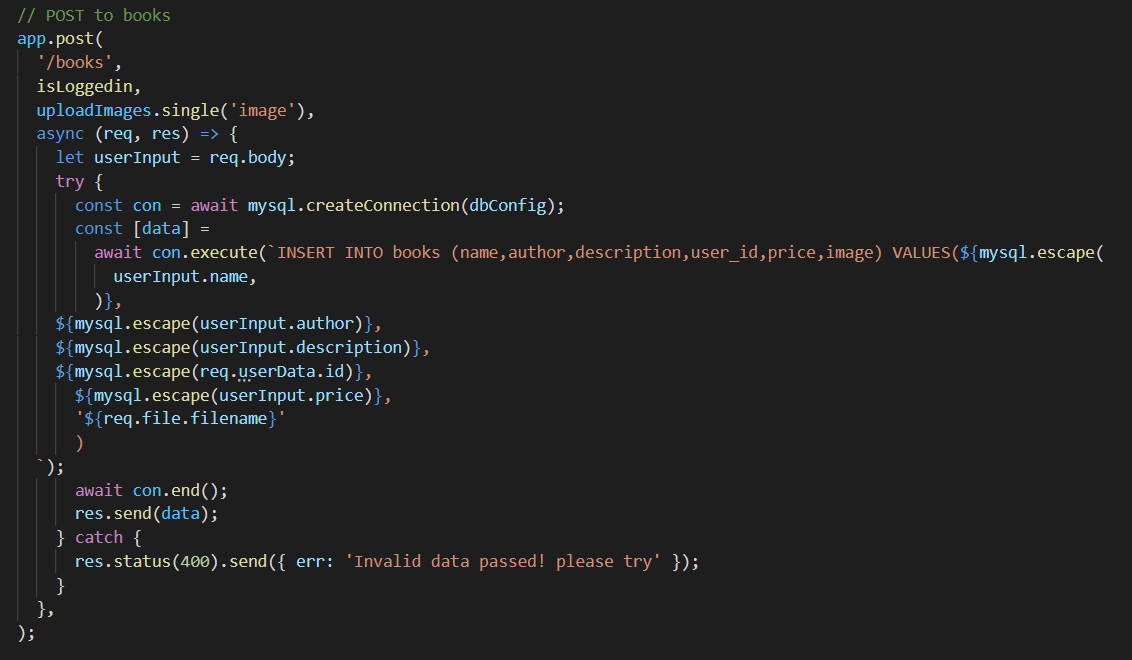 // POST to books
app.post(
  '/books',
  isLoggedin,
  uploadImages.single('image'),
  async (req, res) => {
    let userInput = req.body;
    try {
      const con = await mysql.createConnection(dbConfig);
      const [data] =
        await con.execute(`INSERT INTO books (name,author,description,user_id,price,image) VALUES(${mysql.escape(
          userInput.name,
        )},
    ${mysql.escape(userInput.author)},
    ${mysql.escape(userInput.description)},
    ${mysql.escape(req.userData.id)},
      ${mysql.escape(userInput.price)},
      '${req.file.filename}'
      )
  `);
      await con.end();
      res.send(data);
    } catch {
      res.status(400).send({ err: 'Invalid data passed! please try' });
    }
  },
);